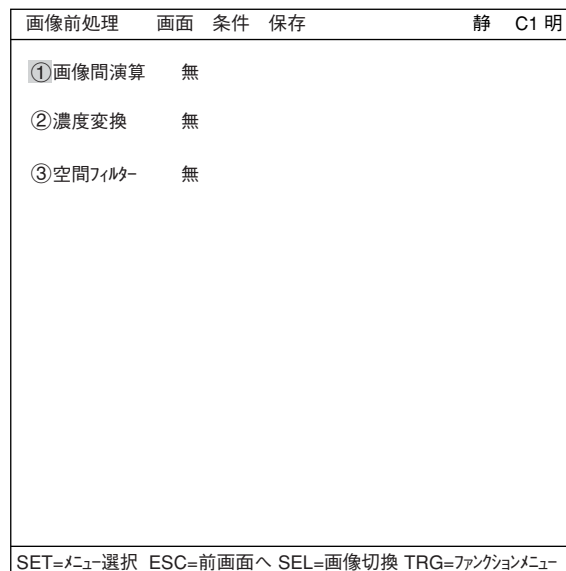 画像前処理 画面 条件 保存 静 C1 明
①画像間演算 無
②濃度変換 無
③空間ﾌｨﾙﾀｰ 無
SET=ﾒﾆｭｰ選択 ESC=前画面へ SEL=画像切換 TRG=ﾌｧﾝｸｼｮﾝﾒﾆｭｰ